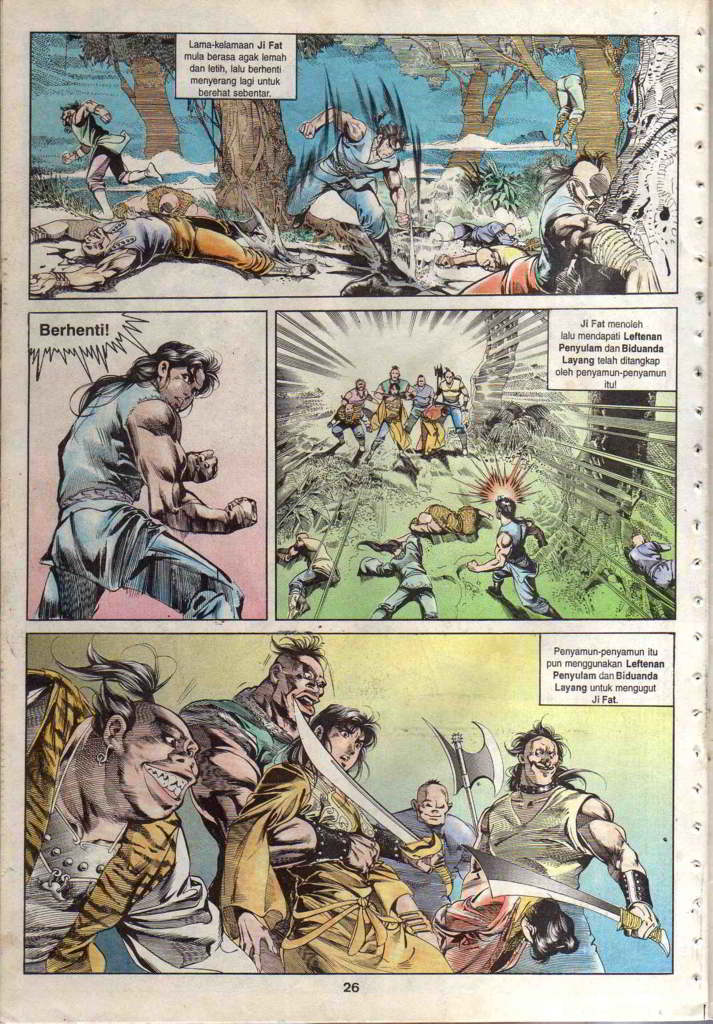 Lama-kelamaan Ji Fat
mula berasa agak lemah
dan letih, lalu berhenti
menyerang lagi untuk
berehat sebentar.
Berhenti!
Ji Fat menoleh
lalu mendapati Leftenan
Penyulam dan Biduanda
Layang telah ditangkap
oleh penyamun-penyamun
itu!
Penyamun-penyamun itu
pun menggunakan Leftenan
Penyulam dan Biduanda
Layang untuk mengugut
Ji Fat.
26